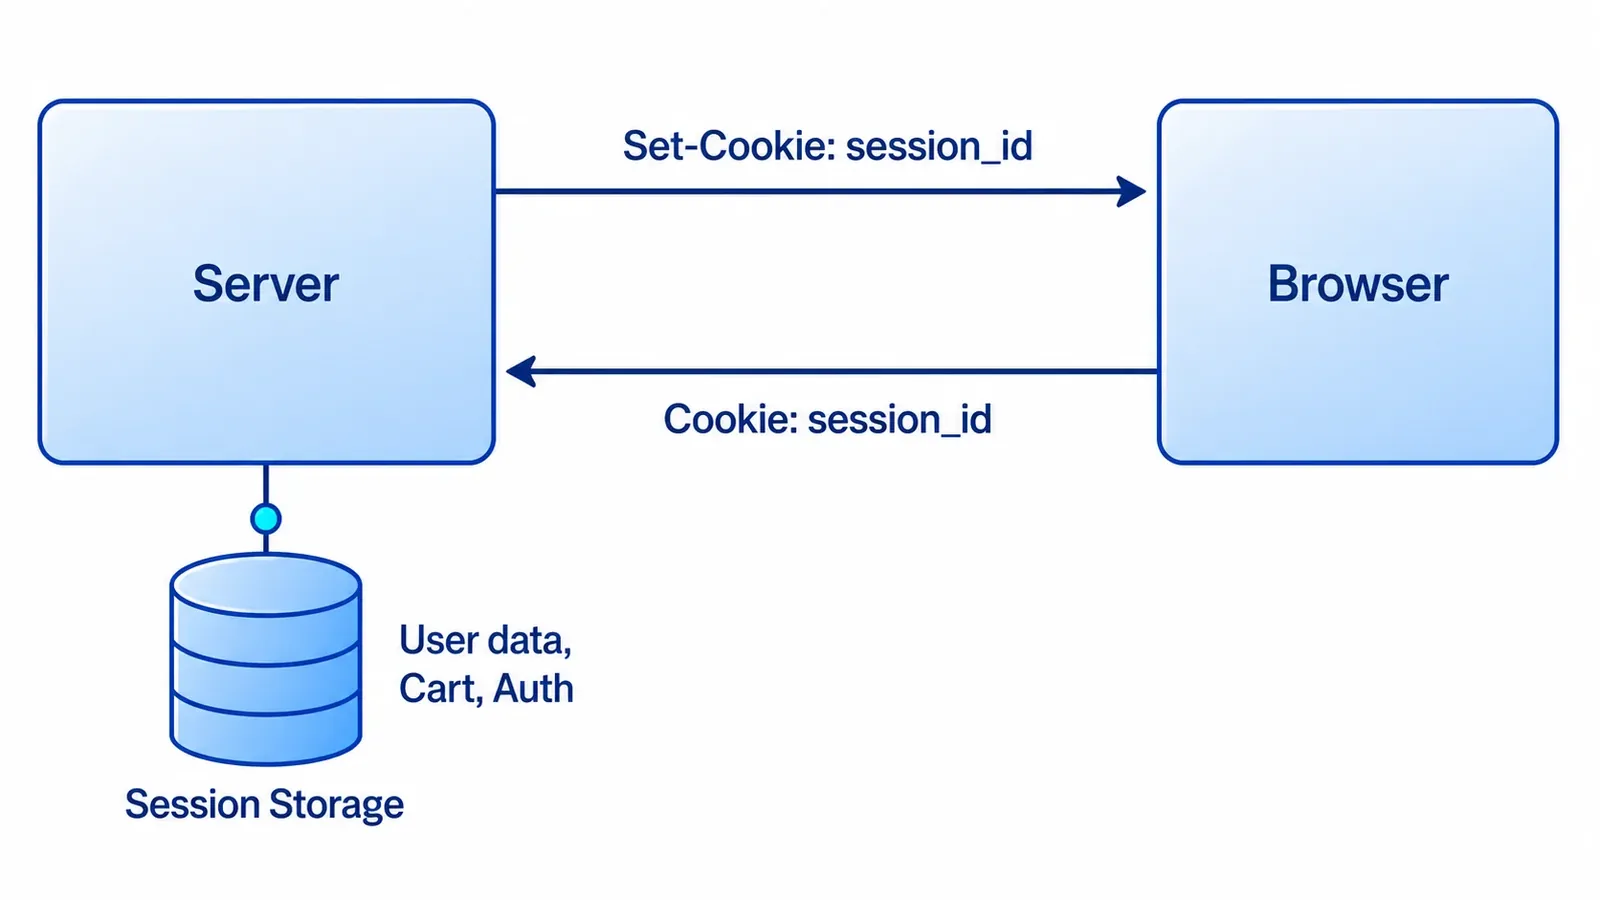 Set-Cookie: session_id
Server
Browser
Cookie: session_id
User data,
Cart, Auth
Session Storage